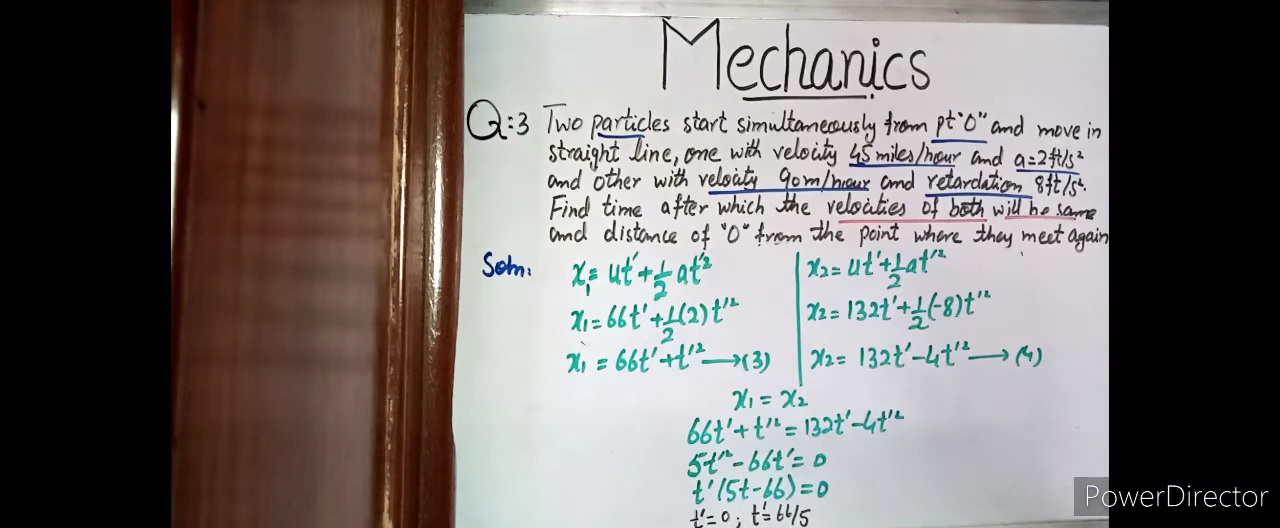 Mechanics
Q:3 Two particles start simultaneously from pt "O" and move in
straight line, one with velocity 45 miles/hour and a=2ft/s²
and other with velocity 90m/hour and retardation 8ft/s².
Find time after which the velocities of both will be same
and distance of "O" from the point where they meet again
Soln:
x₁= ut'+1/2 at'²
x₁=66t'+1/2(2)t'²
x₁ = 66t'+t'² →(3)
x₂= ut'+1/2at'²
x₂=132t'+1/2(-8)t'²
x₂= 132t'-4t'² →(4)
x₁ = x₂
66t'+t'²=132t'-4t'²
5t'²-66t'=0
t'(5t-66)=0
t'=0; t'=66/5
PowerDirector